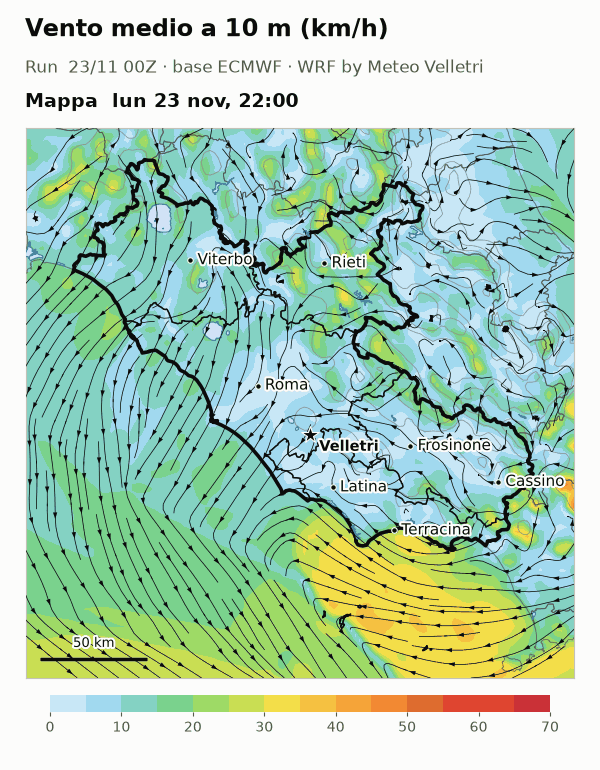 Vento medio a 10 m (km/h)
Run 23/11 00Z · base ECMWF · WRF by Meteo Velletri
Mappa lun 23 nov, 22:00
Viterbo
Rieti
Roma
Velletri
Frosinone
Latina
Cassino
Terracina
50 km
0 10 20 30 40 50 60 70